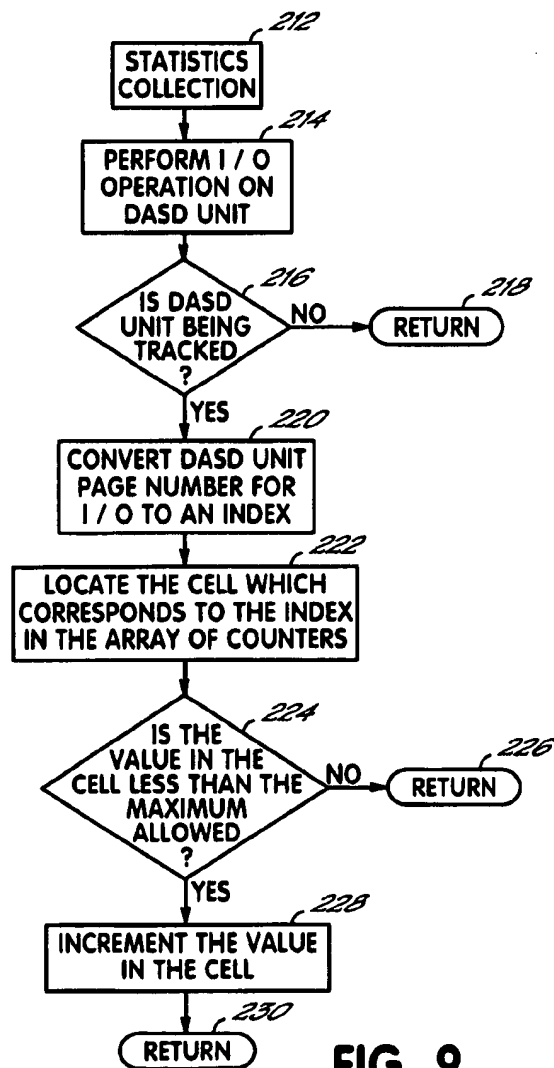 212
STATISTICS
COLLECTION
214
PERFORM I / O
OPERATION ON
DASD UNIT
216
IS DASD
UNIT BEING
TRACKED
?
NO
218
RETURN
YES
220
CONVERT DASD UNIT
PAGE NUMBER FOR
I / O TO AN INDEX
222
LOCATE THE CELL WHICH
CORRESPONDS TO THE INDEX
IN THE ARRAY OF COUNTERS
224
IS THE
VALUE IN THE
CELL LESS THAN THE
MAXIMUM
ALLOWED
?
NO
226
RETURN
YES
228
INCREMENT THE VALUE
IN THE CELL
230
RETURN
FIG. 9